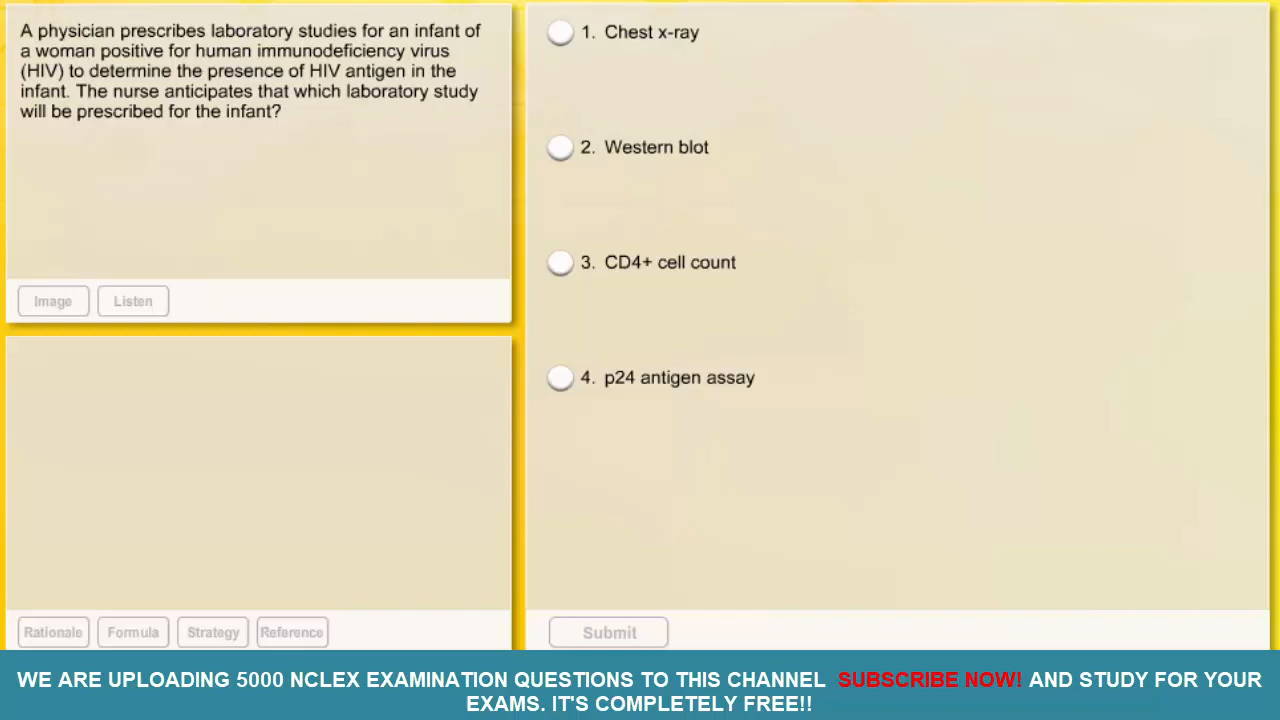 A physician prescribes laboratory studies for an infant of
a woman positive for human immunodeficiency virus
(HIV) to determine the presence of HIV antigen in the
infant. The nurse anticipates that which laboratory study
will be prescribed for the infant?
Image Listen
1. Chest x-ray
2. Western blot
3. CD4+ cell count
4. p24 antigen assay
Rationale Formula Strategy Reference
Submit
WE ARE UPLOADING 5000 NCLEX EXAMINATION QUESTIONS TO THIS CHANNEL SUBSCRIBE NOW! AND STUDY FOR YOUR
EXAMS. IT'S COMPLETELY FREE!!